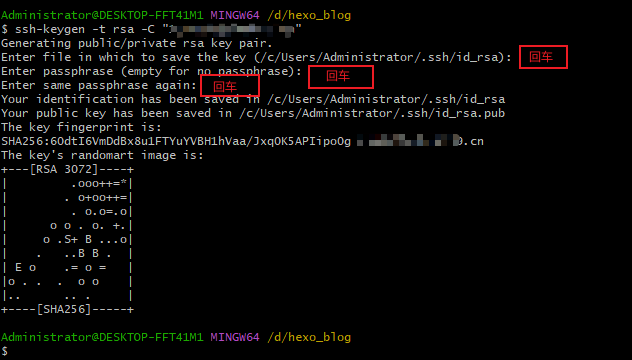 Administrator@DESKTOP-FFT41M1 MINGW64 /d/hexo_blog
$ ssh-keygen -t rsa -C "
"
Generating public/private rsa key pair.
Enter file in which to save the key (/c/Users/Administrator/.ssh/id_rsa): 回车
Enter passphrase (empty for no passphrase): 回车
Enter same passphrase again: 回车
Your identification has been saved in /c/Users/Administrator/.ssh/id_rsa
Your public key has been saved in /c/Users/Administrator/.ssh/id_rsa.pub
The key fingerprint is:
SHA256:6OdtI6VmDdBx8u1FTYuYVBH1hVaa/JxqOK5APIipoOg .cn
The key's randomart image is:
+---[RSA 3072]----+
|          .ooo++=*|
|         . o+oo++=|
|          . o.o=.o|
|       o o . o. +.|
|      o .S+ B ...o|
|     .   ..B B .  |
|  E o    .= o =   |
|o . .  .  o o     |
|..      .. .      |
+----[SHA256]-----+
Administrator@DESKTOP-FFT41M1 MINGW64 /d/hexo_blog
$